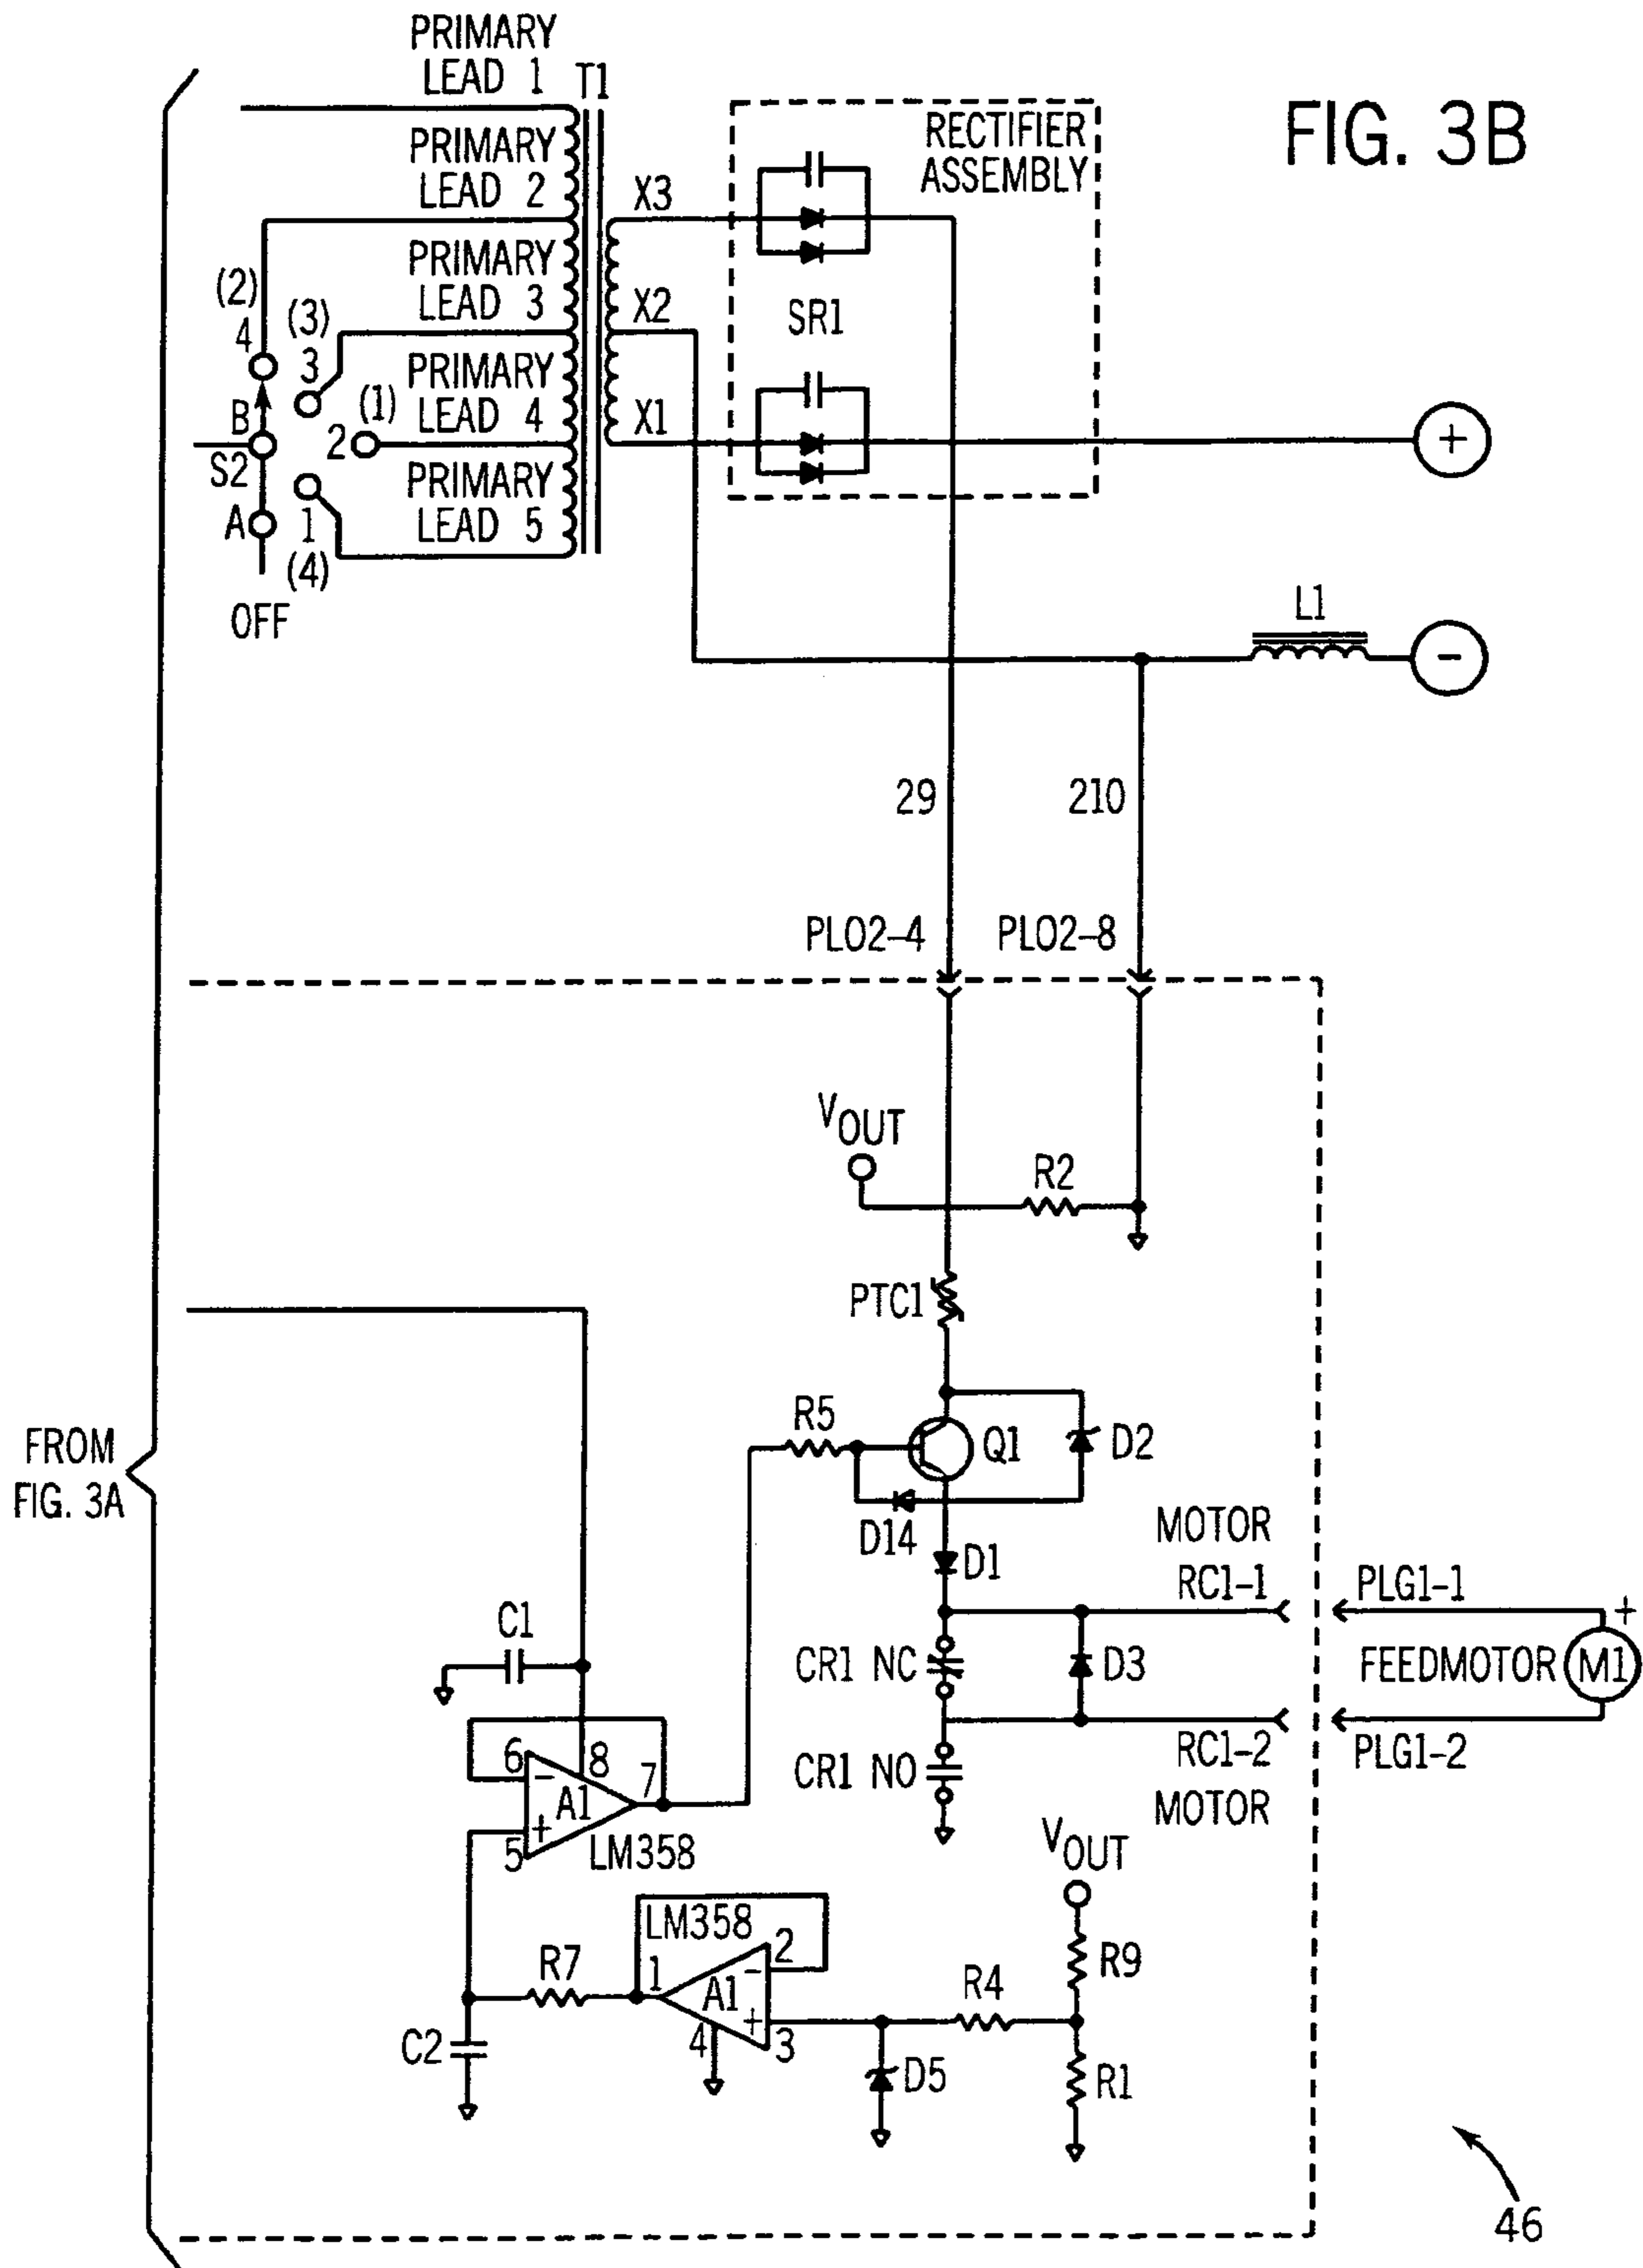 FIG. 3B
PRIMARY
LEAD 1
T1
PRIMARY
LEAD 2
PRIMARY
LEAD 3
PRIMARY
LEAD 4
PRIMARY
LEAD 5
RECTIFIER
ASSEMBLY
X3
X2
X1
SR1
(2)
4
(3)
3
(1)
2
B
S2
A
1
(4)
OFF
+
L1
-
29
210
PLO2-4
PLO2-8
VOUT
R2
PTC1
R5
Q1
D2
D14
D1
FROM
FIG. 3A
MOTOR
RC1-1
PLG1-1
+
C1
CR1 NC
D3
FEEDMOTOR
M1
RC1-2
PLG1-2
MOTOR
CR1 NO
6
-
8
7
A1
+
5
LM358
VOUT
LM358
2
R7
1
-
A1
+
4
3
R4
R9
C2
D5
R1
46